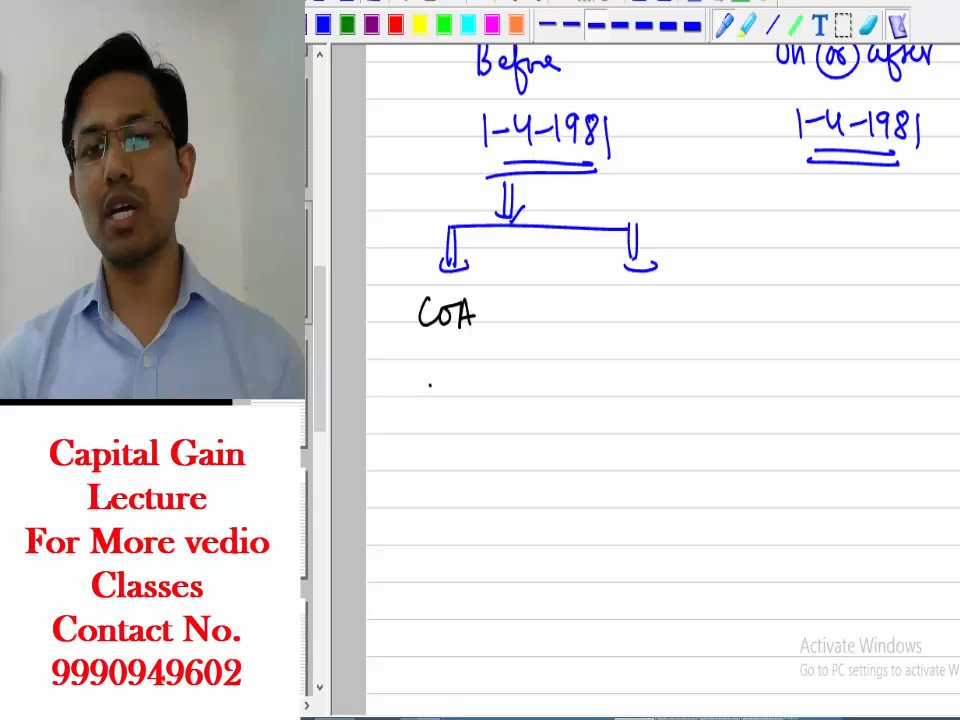 Before
on or after
1-4-1981
1-4-1981
COA
Capital Gain
Lecture
For More vedio
Classes
Contact No.
9990949602
Activate Windows
Go to PC settings to activate W